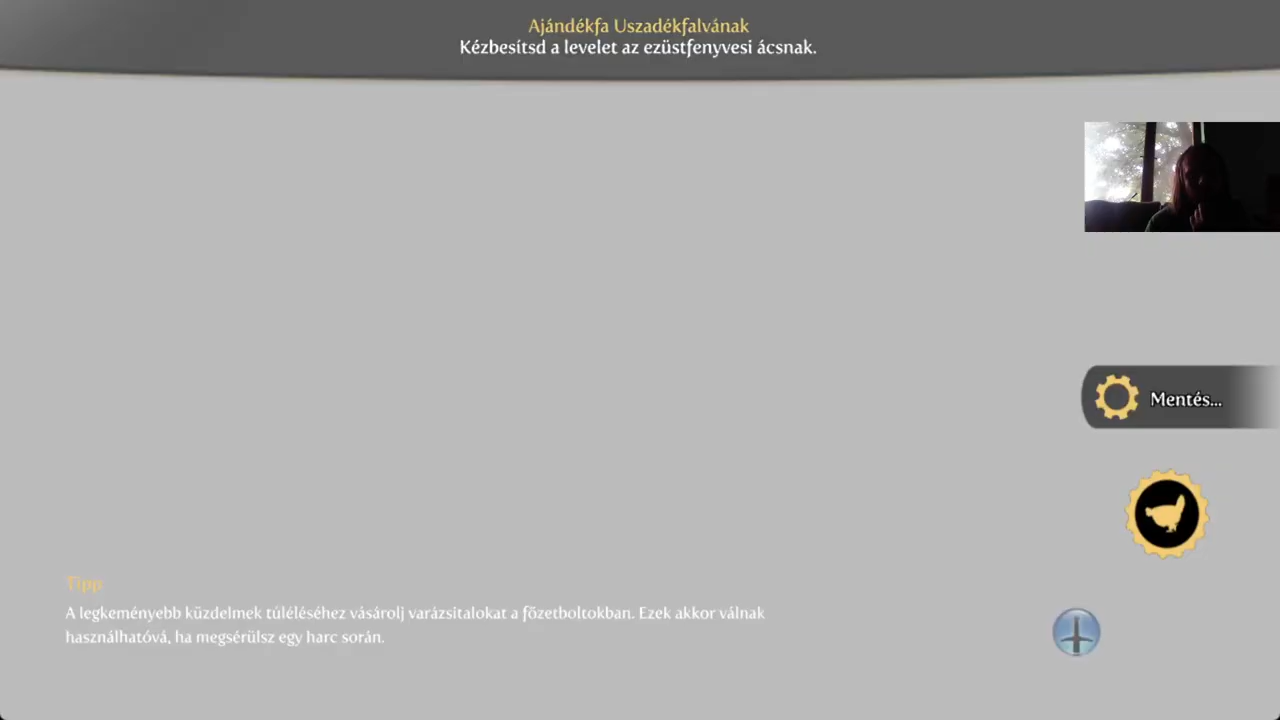 Ajándékfa Uszadékfalvának
Kézbesítsd a levelet az ezüstfenyvesi ácsnak.
Mentés...
Tipp
A legkeményebb küzdelmek túléléséhez vásárolj varázsitalokat a főzetboltokban. Ezek akkor válnak
használhatóvá, ha megsérülsz egy harc során.